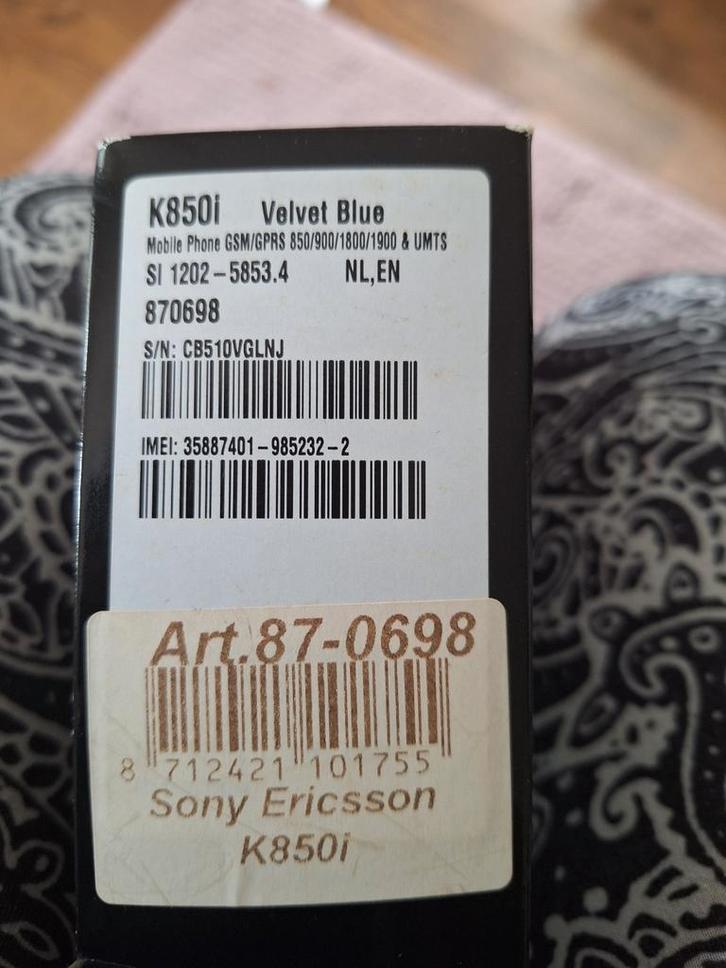 K850i Velvet Blue
Mobile Phone GSM/GPRS 850/900/1800/1900 & UMTS
SI 1202-5853.4 NL,EN
870698
S/N: CB510VGLNJ
IMEI: 35887401-985232-2
Art.87-0698
8 712421 101755
Sony Ericsson
K850i